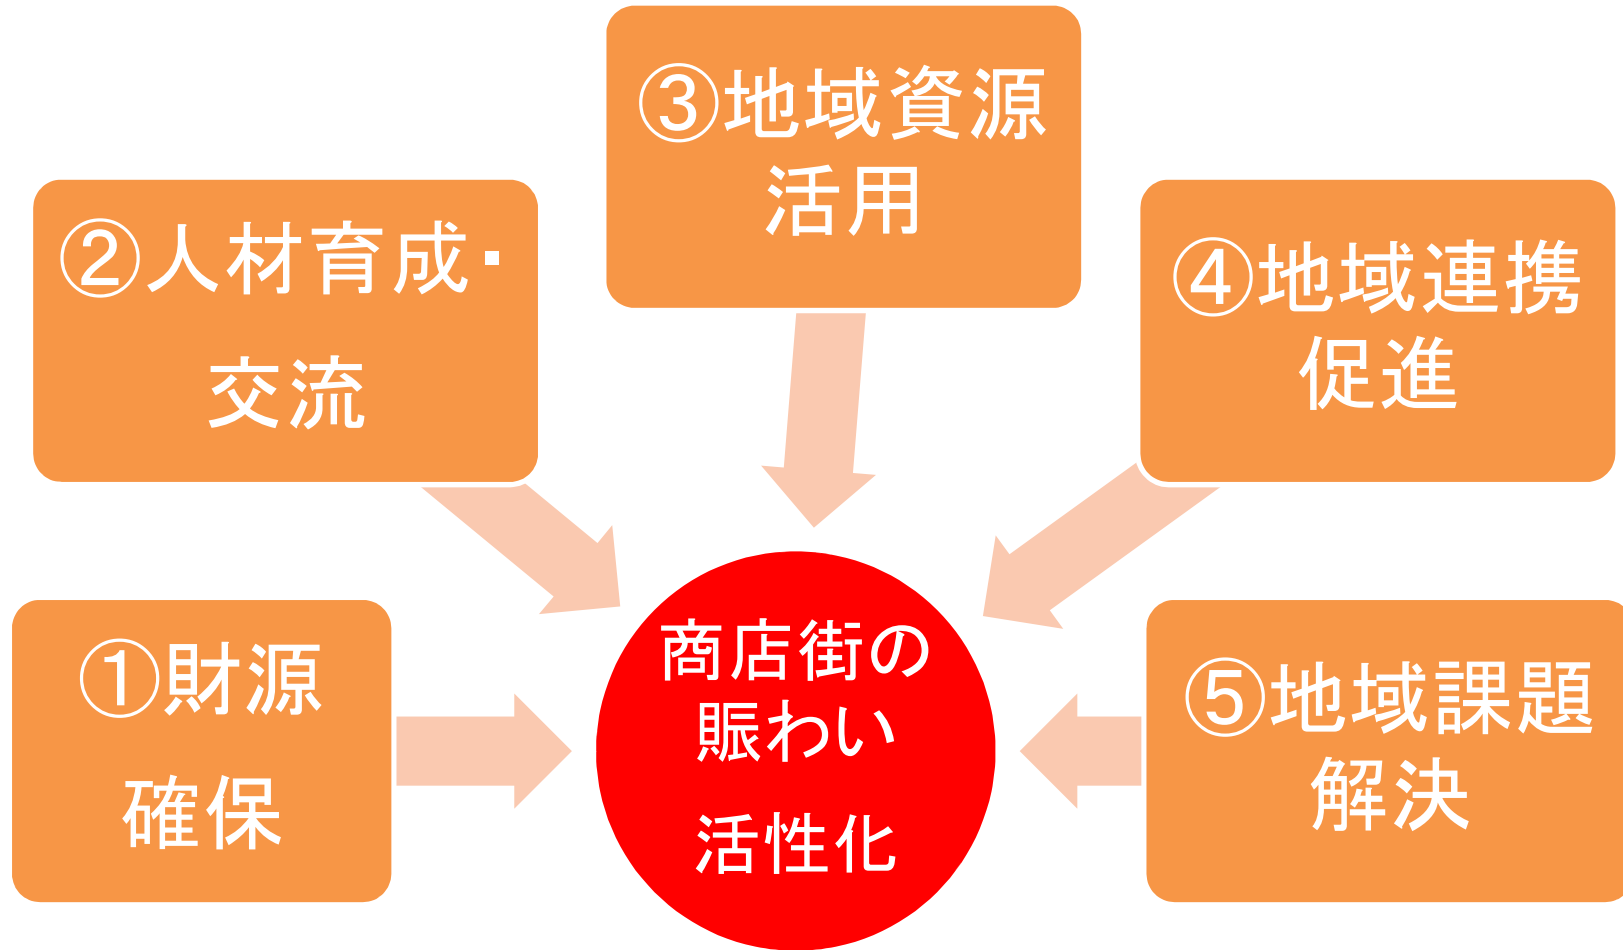 ①財源
確保
②人材育成・
交流
③地域資源
活用
④地域連携
促進
⑤地域課題
解決
商店街の
賑わい
活性化